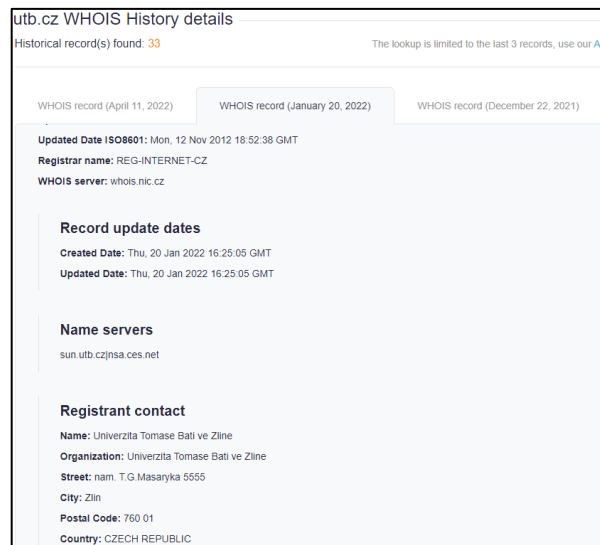 utb.cz WHOIS History details
Historical record(s) found: 33
The lookup is limited to the last 3 records, use our A
WHOIS record (April 11, 2022)
WHOIS record (January 20, 2022)
WHOIS record (December 22, 2021)
Updated Date ISO8601: Mon, 12 Nov 2012 18:52:38 GMT
Registrar name: REG-INTERNET-CZ
WHOIS server: whois.nic.cz
Record update dates
Created Date: Thu, 20 Jan 2022 16:25:05 GMT
Updated Date: Thu, 20 Jan 2022 16:25:05 GMT
Name servers
sun.utb.cz|nsa.ces.net
Registrant contact
Name: Univerzita Tomase Bati ve Zline
Organization: Univerzita Tomase Bati ve Zline
Street: nam. T.G.Masaryka 5555
City: Zlin
Postal Code: 760 01
Country: CZECH REPUBLIC